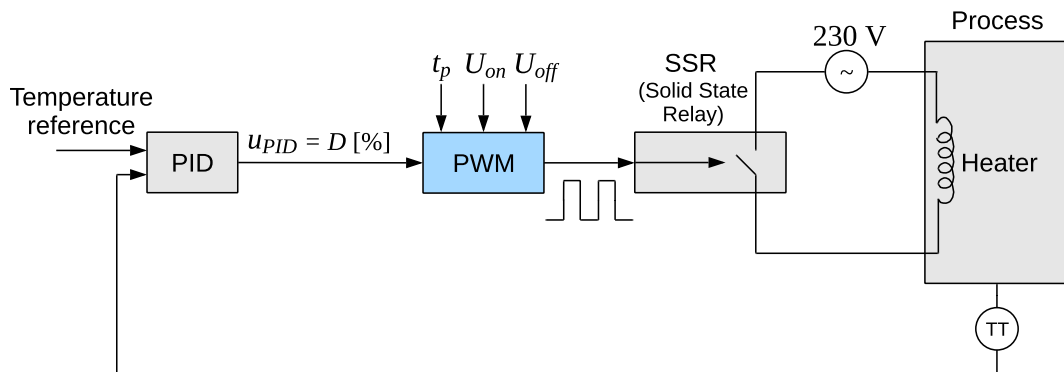 Process
230 V
~
t_p U_on U_off
SSR
(Solid State
Relay)
Temperature
reference
u_PID = D [%]
PID
PWM
Heater
TT